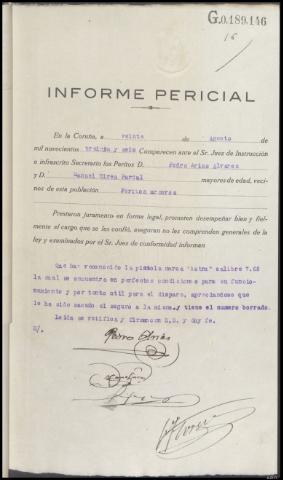 G.0.189.146
16
INFORME PERICIAL
En la Coruña, a veinte de Agosto de
mil novecientos treinta y seis Comparecen ante el Sr. Juez de Instrucción
e infrascrito Secretario los Peritos D. Pedro Arias Alvarez
y D. Manuel Mirés Parcial mayores de edad, veci-
nos de esta población Peritos armeros
Prestaron juramento en forma legal, prometen desempeñar bien y fiel-
mente el cargo que se les confió, aseguran no les comprenden generales de la
ley y examinados por el Sr. Juez de conformidad informan
Que han reconocido la pistola marca "Astra" calibre 7.65
la cual se encuentra en perfectas condiciones para su funcio-
namiento y por tanto util para el disparo, apreciandose que
le ha sido sacado el seguro a la misma, y tiene el numero borrado.
Leida se ratifica y firman con S.S. y doy fe.
Pedro Arias